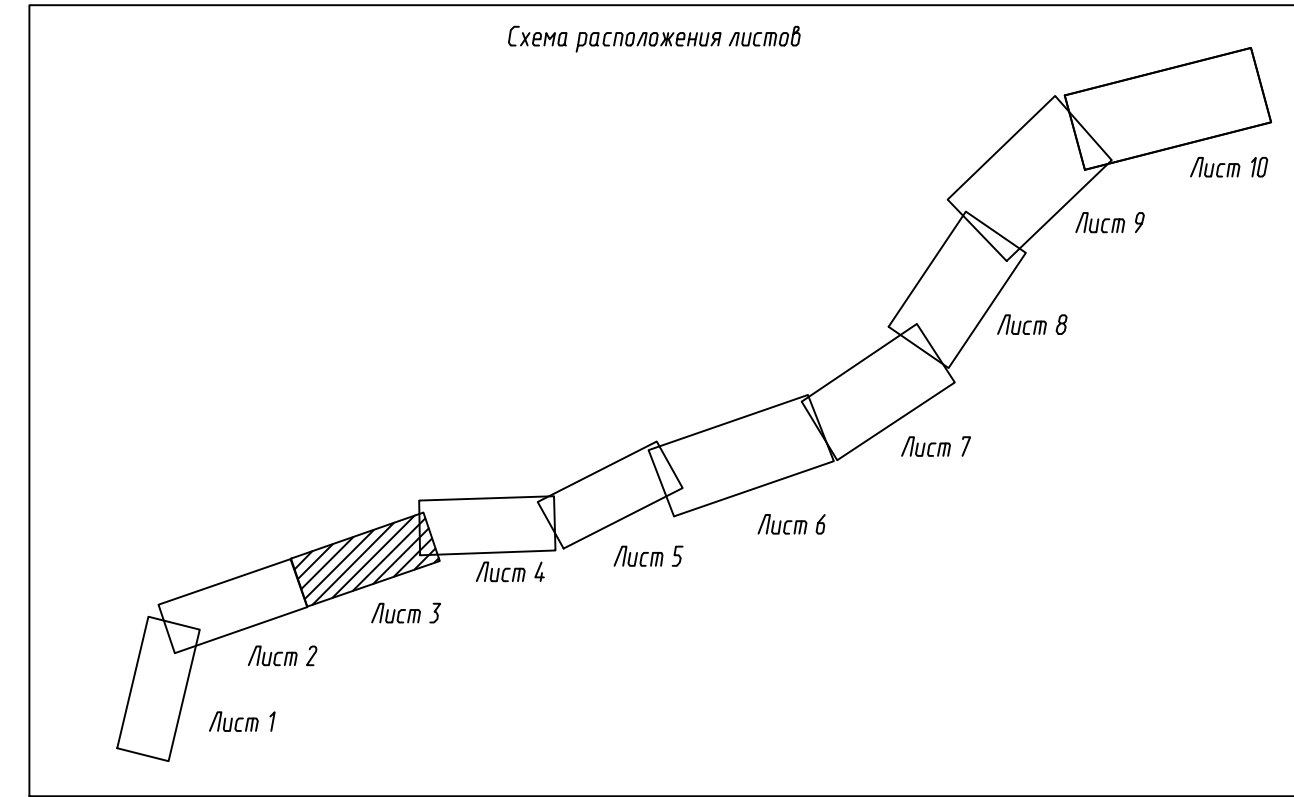 Схема расположения листов
Лист 10
Лист 9
Лист 8
Лист 7
Лист 6
Лист 5
Лист 4
Лист 3
Лист 2
Лист 1